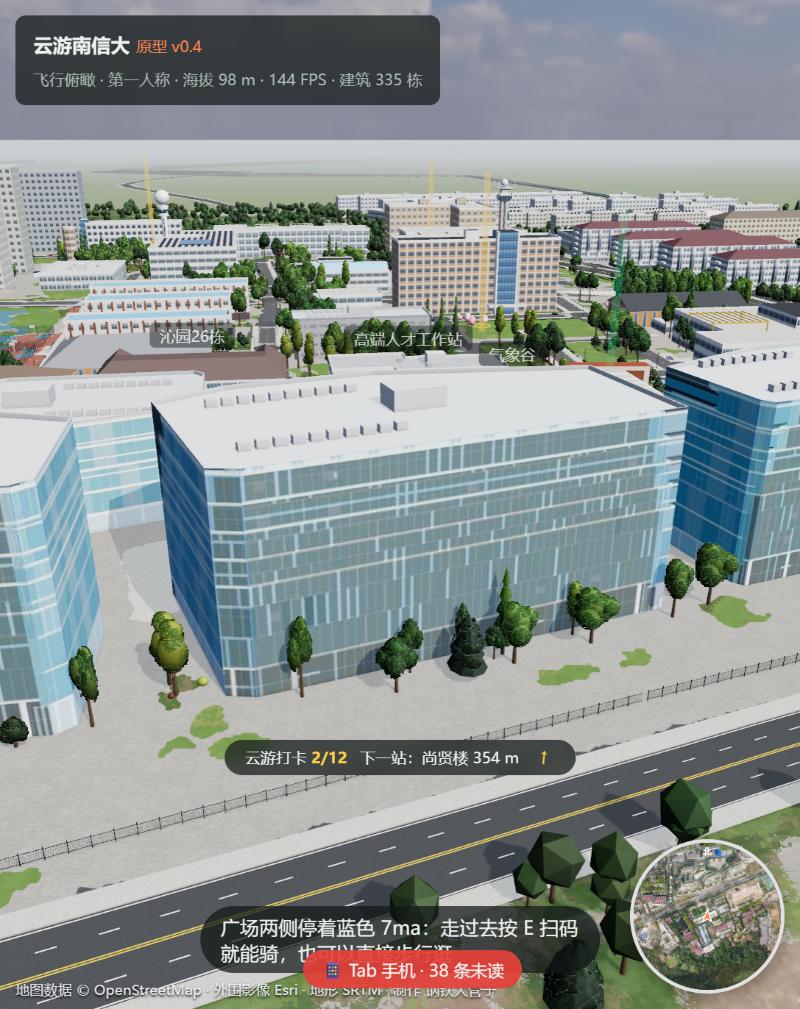 云游南信大 原型 v0.4
飞行俯瞰 · 第一人称 · 海拔 98 m · 144 FPS · 建筑 335 栋
沁园26栋
高端人才工作站
气象谷
云游打卡 2/12 下一站：尚贤楼 354 m ↑
北
广场两侧停着蓝色 7ma：走过去按 E 扫码
就能骑，也可以直接步行逛
Tab 手机 · 38 条未读
地图数据 © OpenStreetMap · 外围影像 Esri · 地形 SRTM · 制作